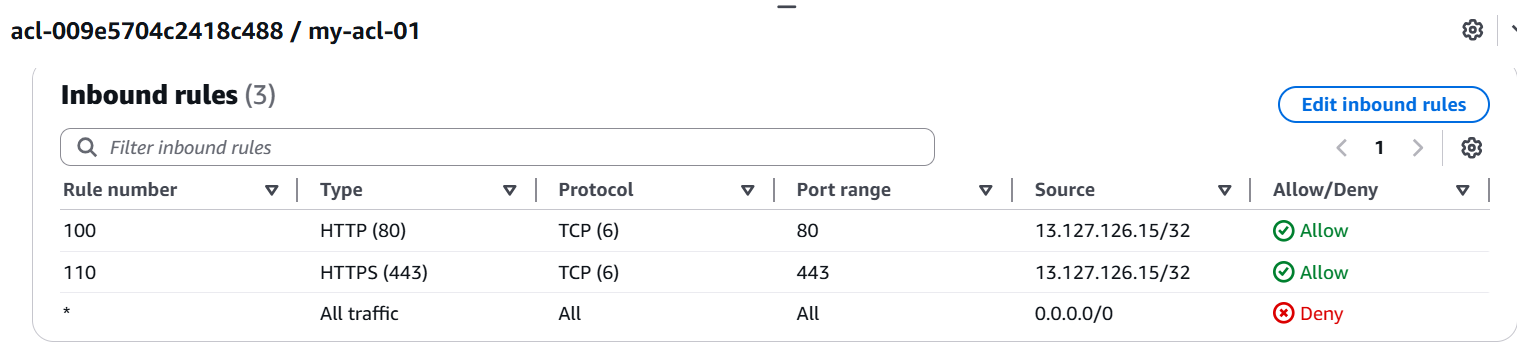 acl-009e5704c2418c488 / my-acl-01
Inbound rules (3)
Edit inbound rules
Filter inbound rules
1
Rule number Type Protocol Port range Source Allow/Deny
100 HTTP (80) TCP (6) 80 13.127.126.15/32 Allow
110 HTTPS (443) TCP (6) 443 13.127.126.15/32 Allow
* All traffic All All 0.0.0.0/0 Deny